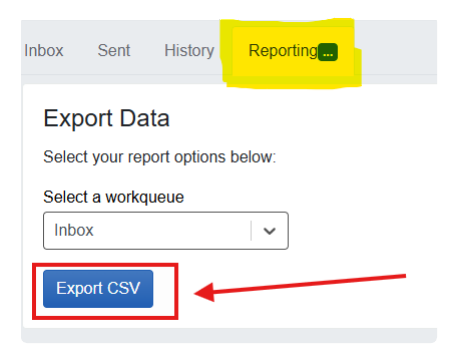 Inbox Sent History Reporting ...
Export Data
Select your report options below:
Select a workqueue
Inbox
Export CSV